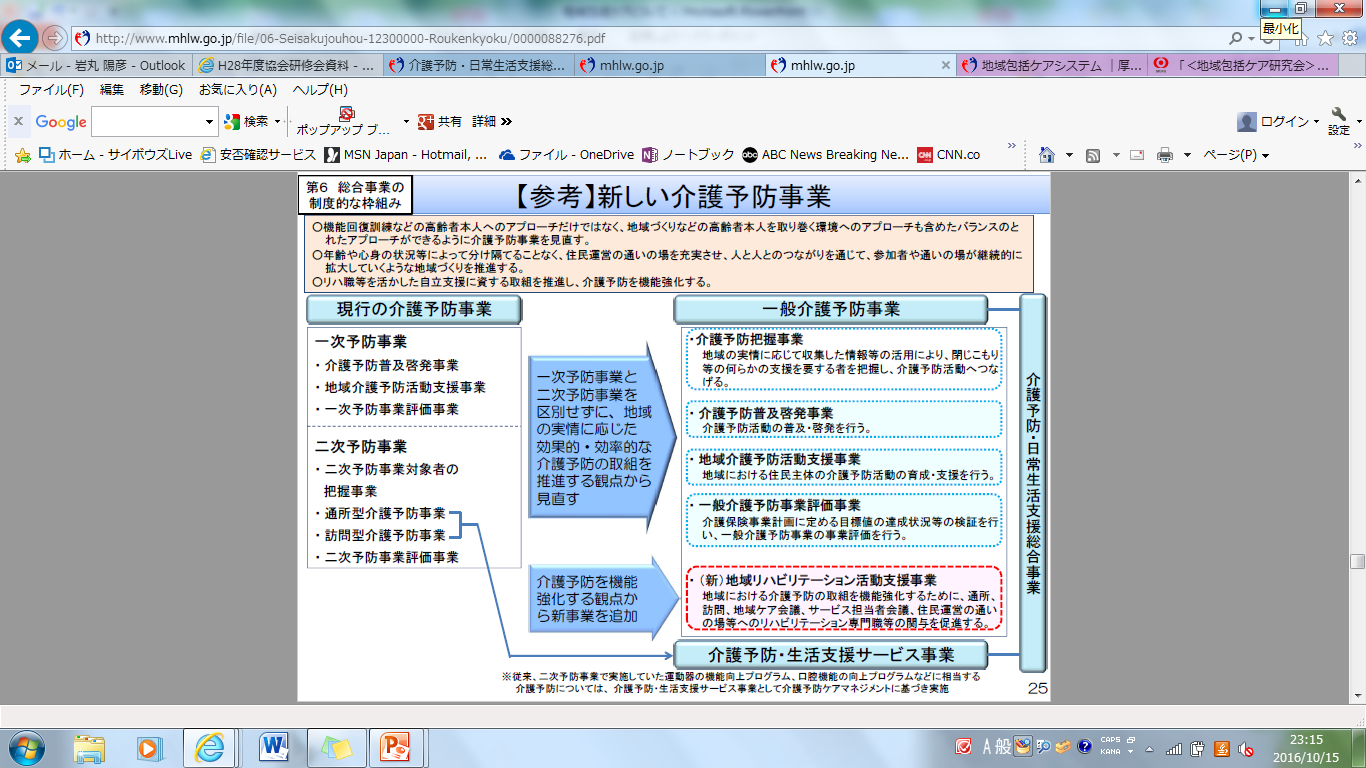 最小化
http://www.mhlw.go.jp/file/06-Seisakujouhou-12300000-Roukenkyoku/0000088276.pdf
メール - 岩丸 陽彦 - Outlook
H28年度協会研修会資料 - ...
介護予防・日常生活支援総...
mhlw.go.jp
mhlw.go.jp
地域包括ケアシステム ｜厚...
「＜地域包括ケア研究会＞...
ファイル(F) 編集 移動(G) お気に入り(A) ヘルプ(H)
x Google 検索 ポップアップ ブ... 共有 詳細 » ログイン 設定
ホーム - サイボウズLive 安否確認サービス MSN Japan - Hotmail, ... ファイル - OneDrive ノートブック ABC News Breaking Ne... CNN.co » ページ(P) »
第６ 総合事業の
制度的な枠組み
【参考】新しい介護予防事業
○機能回復訓練などの高齢者本人へのアプローチだけではなく、地域づくりなどの高齢者本人を取り巻く環境へのアプローチも含めたバランスのと
れたアプローチができるように介護予防事業を見直す。
○年齢や心身の状況等によって分け隔てることなく、住民運営の通いの場を充実させ、人と人とのつながりを通じて、参加者や通いの場が継続的に
拡大していくような地域づくりを推進する。
○リハ職等を活かした自立支援に資する取組を推進し、介護予防を機能強化する。
現行の介護予防事業
一次予防事業
・介護予防普及啓発事業
・地域介護予防活動支援事業
・一次予防事業評価事業
二次予防事業
・二次予防事業対象者の
把握事業
・通所型介護予防事業
・訪問型介護予防事業
・二次予防事業評価事業
一次予防事業と
二次予防事業を
区別せずに、地域
の実情に応じた
効果的・効率的な
介護予防の取組を
推進する観点から
見直す
介護予防を機能
強化する観点か
ら新事業を追加
一般介護予防事業
・介護予防把握事業
地域の実情に応じて収集した情報等の活用により、閉じこもり
等の何らかの支援を要する者を把握し、介護予防活動へつな
げる。
・介護予防普及啓発事業
介護予防活動の普及・啓発を行う。
・地域介護予防活動支援事業
地域における住民主体の介護予防活動の育成・支援を行う。
・一般介護予防事業評価事業
介護保険事業計画に定める目標値の達成状況等の検証を行
い、一般介護予防事業の事業評価を行う。
・（新）地域リハビリテーション活動支援事業
地域における介護予防の取組を機能強化するために、通所、
訪問、地域ケア会議、サービス担当者会議、住民運営の通い
の場等へのリハビリテーション専門職等の関与を促進する。
介護予防・生活支援サービス事業
介護予防・日常生活支援総合事業
※従来、二次予防事業で実施していた運動器の機能向上プログラム、口腔機能の向上プログラムなどに相当する
介護予防については、介護予防・生活支援サービス事業として介護予防ケアマネジメントに基づき実施
25
A 般 CAPS KANA
23:15
2016/10/15